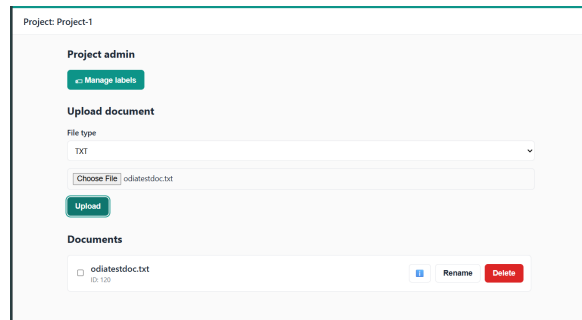 Project: Project-1
Project admin
Manage labels
Upload document
File type
TXT
Choose File odiatestdoc.txt
Upload
Documents
odiatestdoc.txt
ID: 120
Rename
Delete